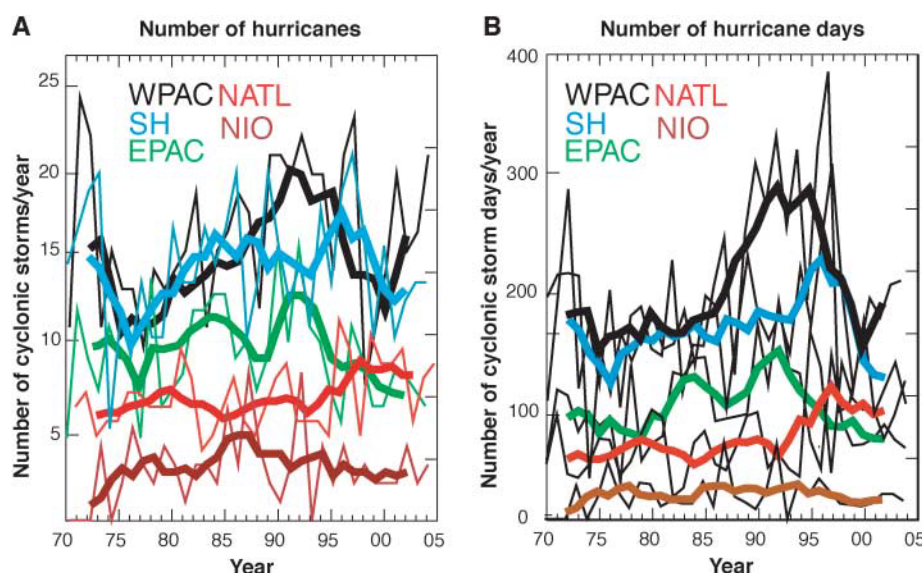 A Number of hurricanes
Number of cyclonic storms/year
25
20
15
10
5
WPAC NATL
SH NIO
EPAC
70 75 80 85 90 95 00 05
Year
B Number of hurricane days
Number of cyclonic storm days/year
400
300
200
100
0
WPAC NATL
SH NIO
EPAC
70 75 80 85 90 95 00 05
Year